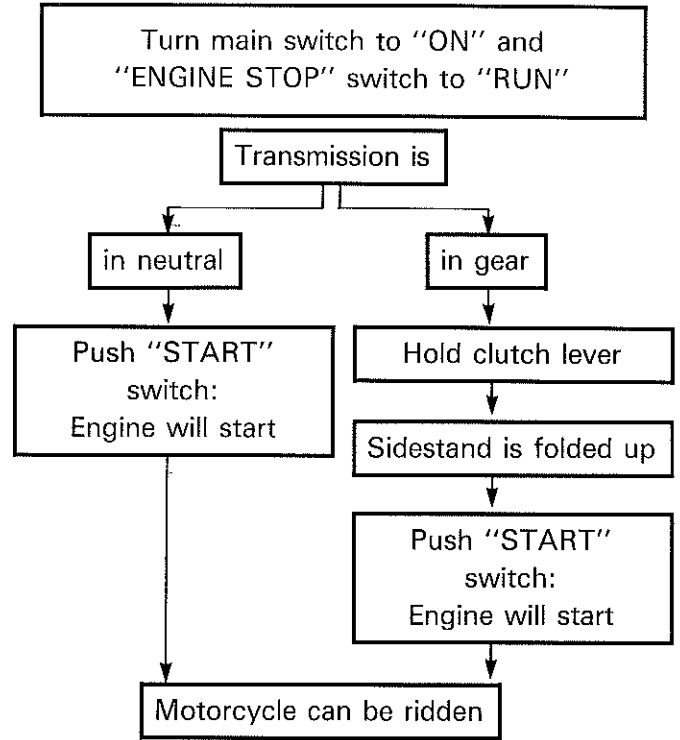 Turn main switch to "ON" and
"ENGINE STOP" switch to "RUN"
Transmission is
in neutral
in gear
Push "START"
switch:
Engine will start
Hold clutch lever
Sidestand is folded up
Push "START"
switch:
Engine will start
Motorcycle can be ridden